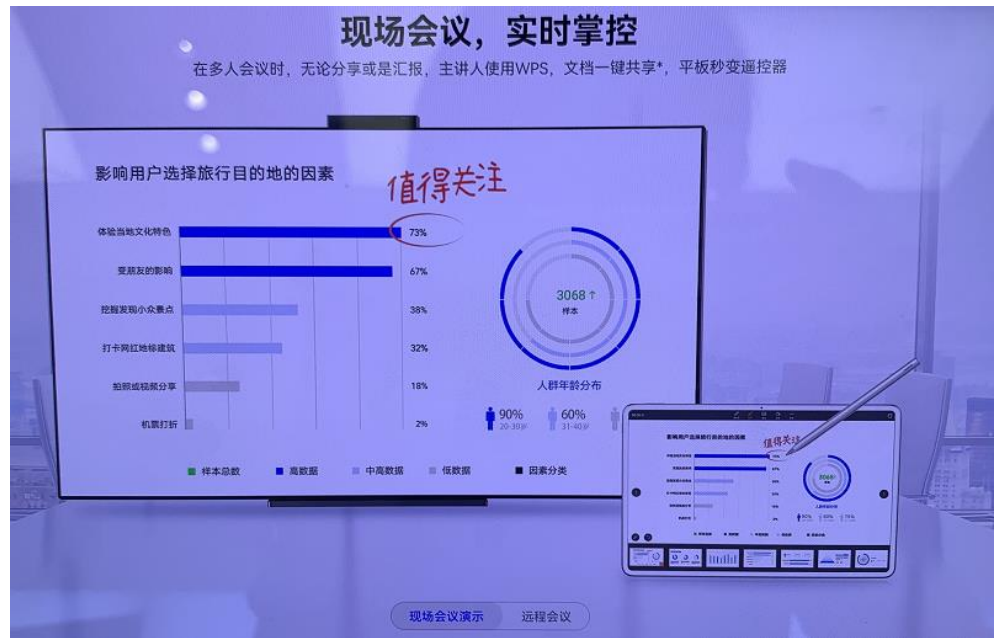 现场会议，实时掌控
在多人会议时，无论分享或是汇报，主讲人使用WPS，文档一键共享*，平板秒变遥控器
影响用户选择旅行目的地的因素
值得关注
体验当地文化特色 73%
受朋友的影响 67%
挖掘发现小众景点 38%
打卡网红地标建筑 32%
拍照或视频分享 18%
机票打折 2%
3068↑
样本
人群年龄分布
90% 60%
20-30岁 31-40岁
样本总数 高数据 中高数据 低数据 因素分类
影响用户选择旅行目的地的因素
值得关注
3068↑
人群年龄分布
90% 60%
现场会议演示 远程会议